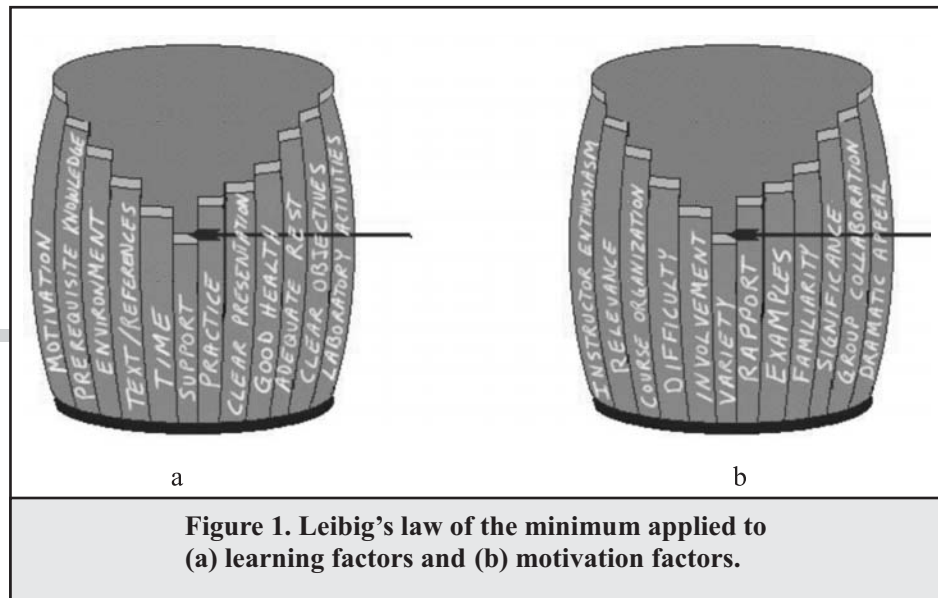 MOTIVATION
PREREQUISITE KNOWLEDGE
ENVIRONMENT
TEXT/REFERENCES
TIME
SUPPORT
PRACTICE
CLEAR PRESENTATION
GOOD HEALTH
ADEQUATE REST
CLEAR OBJECTIVES
LABORATORY ACTIVITIES
a
INSTRUCTOR ENTHUSIASM
RELEVANCE
COURSE ORGANIZATION
DIFFICULTY
INVOLVEMENT
VARIETY
RAPPORT
EXAMPLES
FAMILIARITY
SIGNIFICANCE
GROUP COLLABORATION
DRAMATIC APPEAL
b
Figure 1. Leibig’s law of the minimum applied to
(a) learning factors and (b) motivation factors.